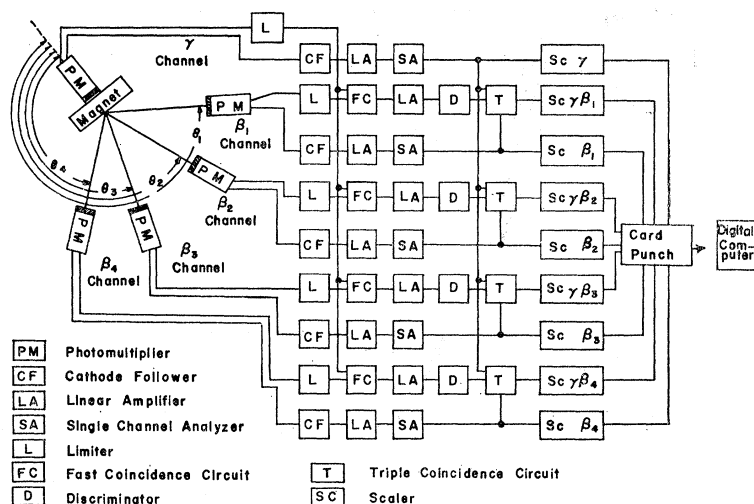 γ
Channel
L
CF LA SA Sc γ
PM
Magnet
PM
β1
Channel
L FC LA D T Sc γβ1
CF LA SA Sc β1
θ1
PM
β2
Channel
L FC LA D T Sc γβ2
CF LA SA Sc β2
Card
Punch
Digital
Com-
puter
θ4 θ3 θ2
PM
β4
Channel
PM
β3
Channel
L FC LA D T Sc γβ3
CF LA SA Sc β3
L FC LA D T Sc γβ4
CF LA SA Sc β4
PM Photomultiplier
CF Cathode Follower
LA Linear Amplifier
SA Single Channel Analyzer
L Limiter
FC Fast Coincidence Circuit
D Discriminator
T Triple Coincidence Circuit
SC Scaler